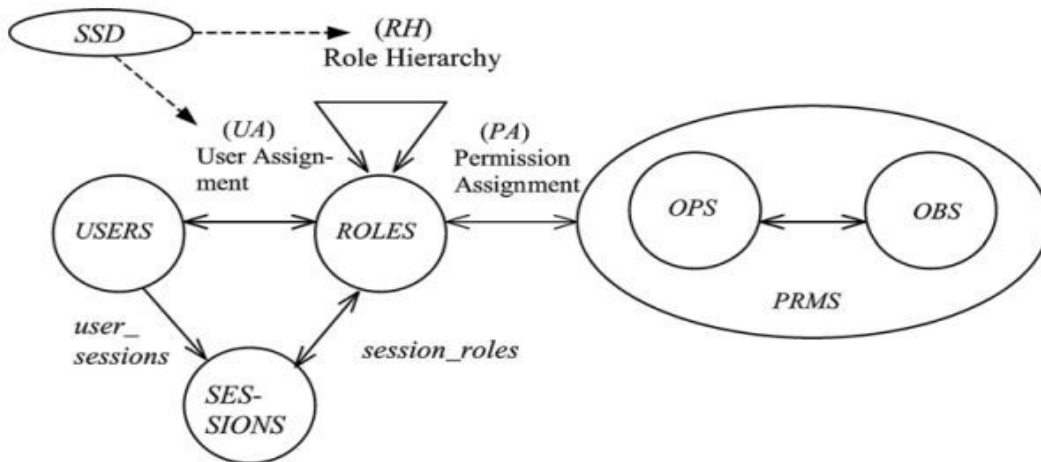 SSD
(RH)
Role Hierarchy
(UA)
User Assign-
ment
(PA)
Permission
Assignment
USERS
ROLES
OPS
OBS
PRMS
user_
sessions
session_roles
SES-
SIONS